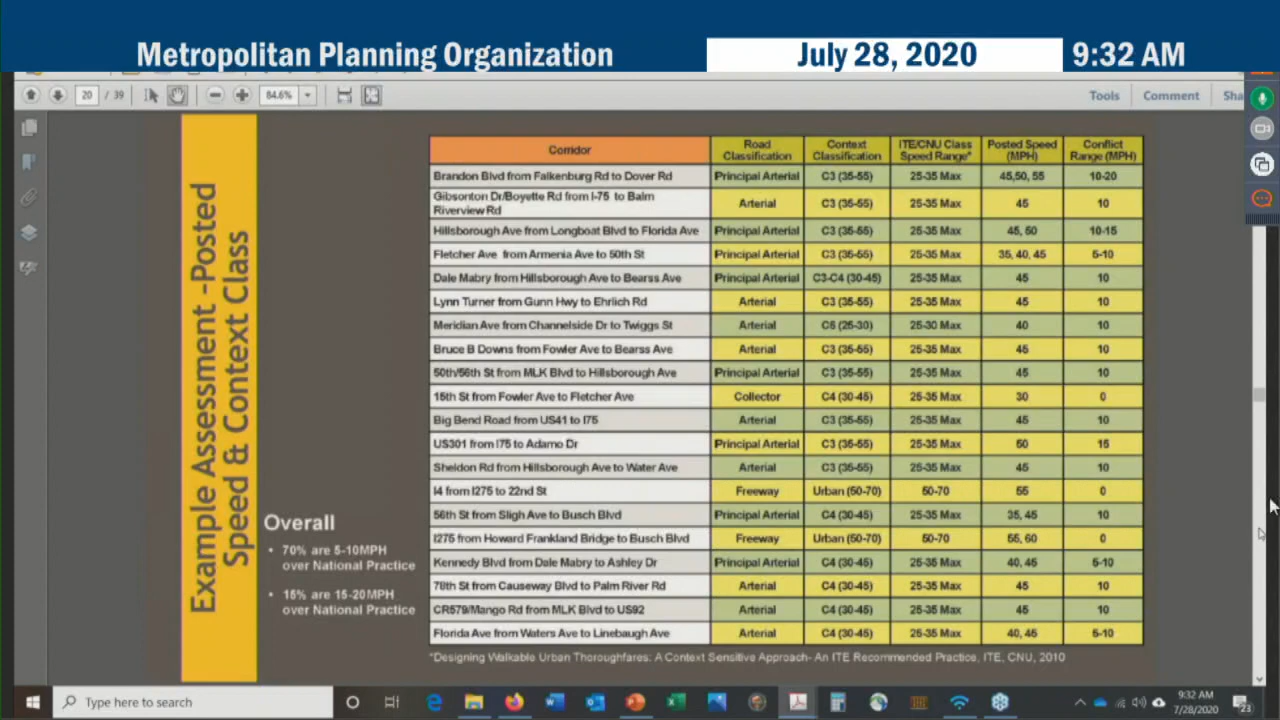 Metropolitan Planning Organization July 28, 2020 9:32 AM
20 / 39 84.6% Tools Comment Sha
Example Assessment -Posted
Speed & Context Class
Corridor Road Classification Context Classification ITE/CNU Class Speed Range* Posted Speed (MPH) Conflict Range (MPH)
Brandon Blvd from Falkenburg Rd to Dover Rd Principal Arterial C3 (35-55) 25-35 Max 45,50, 55 10-20
Gibsonton Dr/Boyette Rd from I-75 to Balm
Riverview Rd Arterial C3 (35-55) 25-35 Max 45 10
Hillsborough Ave from Longboat Blvd to Florida Ave Principal Arterial C3 (35-55) 25-35 Max 45, 50 10-15
Fletcher Ave from Armenia Ave to 50th St Principal Arterial C3 (35-55) 25-35 Max 35, 40, 45 5-10
Dale Mabry from Hillsborough Ave to Bearss Ave Principal Arterial C3-C4 (30-45) 25-35 Max 45 10
Lynn Turner from Gunn Hwy to Ehrlich Rd Arterial C3 (35-55) 25-35 Max 45 10
Meridian Ave from Channelside Dr to Twiggs St Arterial C6 (25-30) 25-30 Max 40 10
Bruce B Downs from Fowler Ave to Bearss Ave Arterial C3 (35-55) 25-35 Max 45 10
50th/56th St from MLK Blvd to Hillsborough Ave Principal Arterial C3 (35-55) 25-35 Max 45 10
15th St from Fowler Ave to Fletcher Ave Collector C4 (30-45) 25-35 Max 30 0
Big Bend Road from US41 to I75 Arterial C3 (35-55) 25-35 Max 45 10
US301 from I75 to Adamo Dr Principal Arterial C3 (35-55) 25-35 Max 50 15
Sheldon Rd from Hillsborough Ave to Water Ave Arterial C3 (35-55) 25-35 Max 45 10
I4 from I275 to 22nd St Freeway Urban (50-70) 50-70 55 0
56th St from Sligh Ave to Busch Blvd Principal Arterial C4 (30-45) 25-35 Max 35, 45 10
I275 from Howard Frankland Bridge to Busch Blvd Freeway Urban (50-70) 50-70 55, 60 0
Kennedy Blvd from Dale Mabry to Ashley Dr Principal Arterial C4 (30-45) 25-35 Max 40, 45 5-10
78th St from Causeway Blvd to Palm River Rd Arterial C4 (30-45) 25-35 Max 45 10
CR579/Mango Rd from MLK Blvd to US92 Arterial C4 (30-45) 25-35 Max 45 10
Florida Ave from Waters Ave to Linebaugh Ave Arterial C4 (30-45) 25-35 Max 40, 45 5-10
Overall
• 70% are 5-10MPH
over National Practice
• 15% are 15-20MPH
over National Practice
*Designing Walkable Urban Thoroughfares: A Context Sensitive Approach- An ITE Recommended Practice, ITE, CNU, 2010
Type here to search
9:32 AM
7/28/2020
23